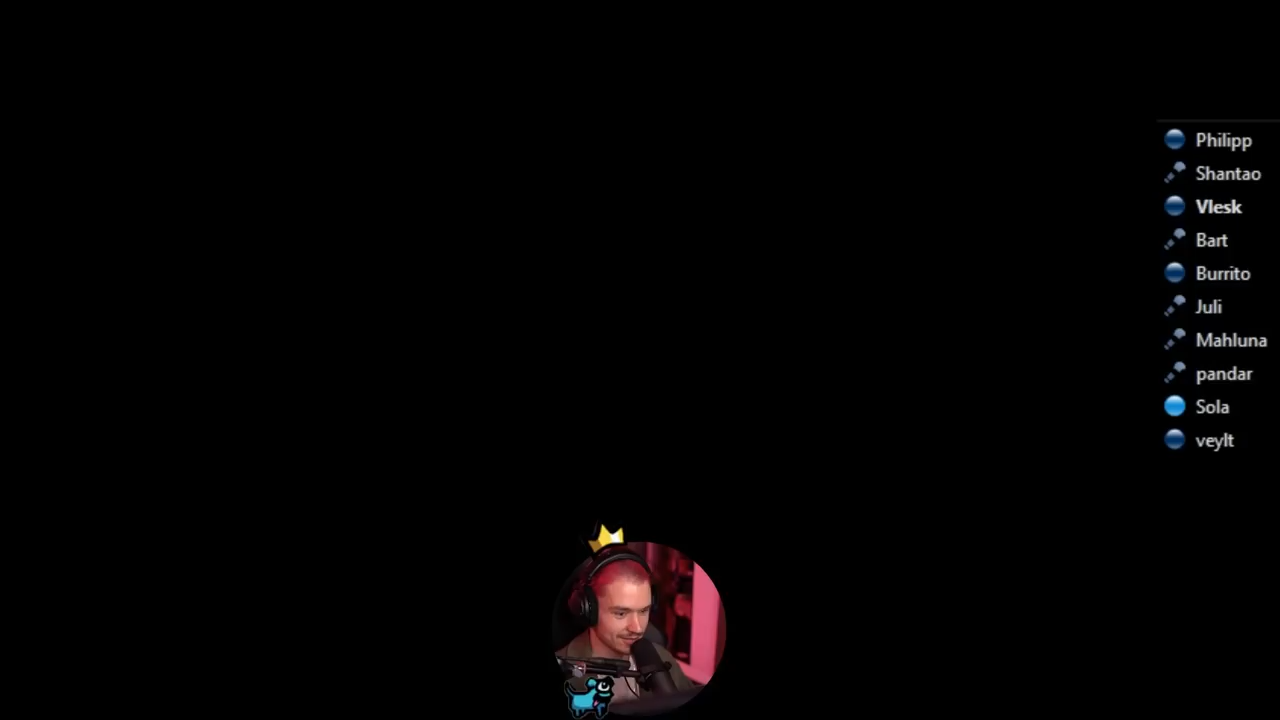 Philipp
Shantao
Vlesk
Bart
Burrito
Juli
Mahluna
pandar
Sola
veylt